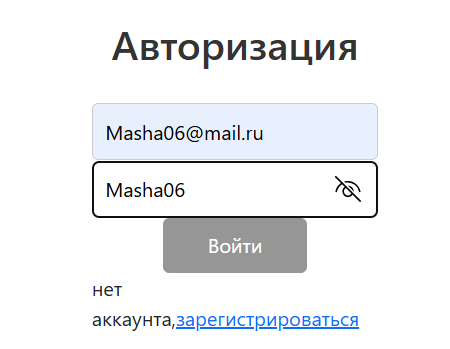 Авторизация
Masha06@mail.ru
Masha06
Войти
нет
аккаунта,зарегистрироваться